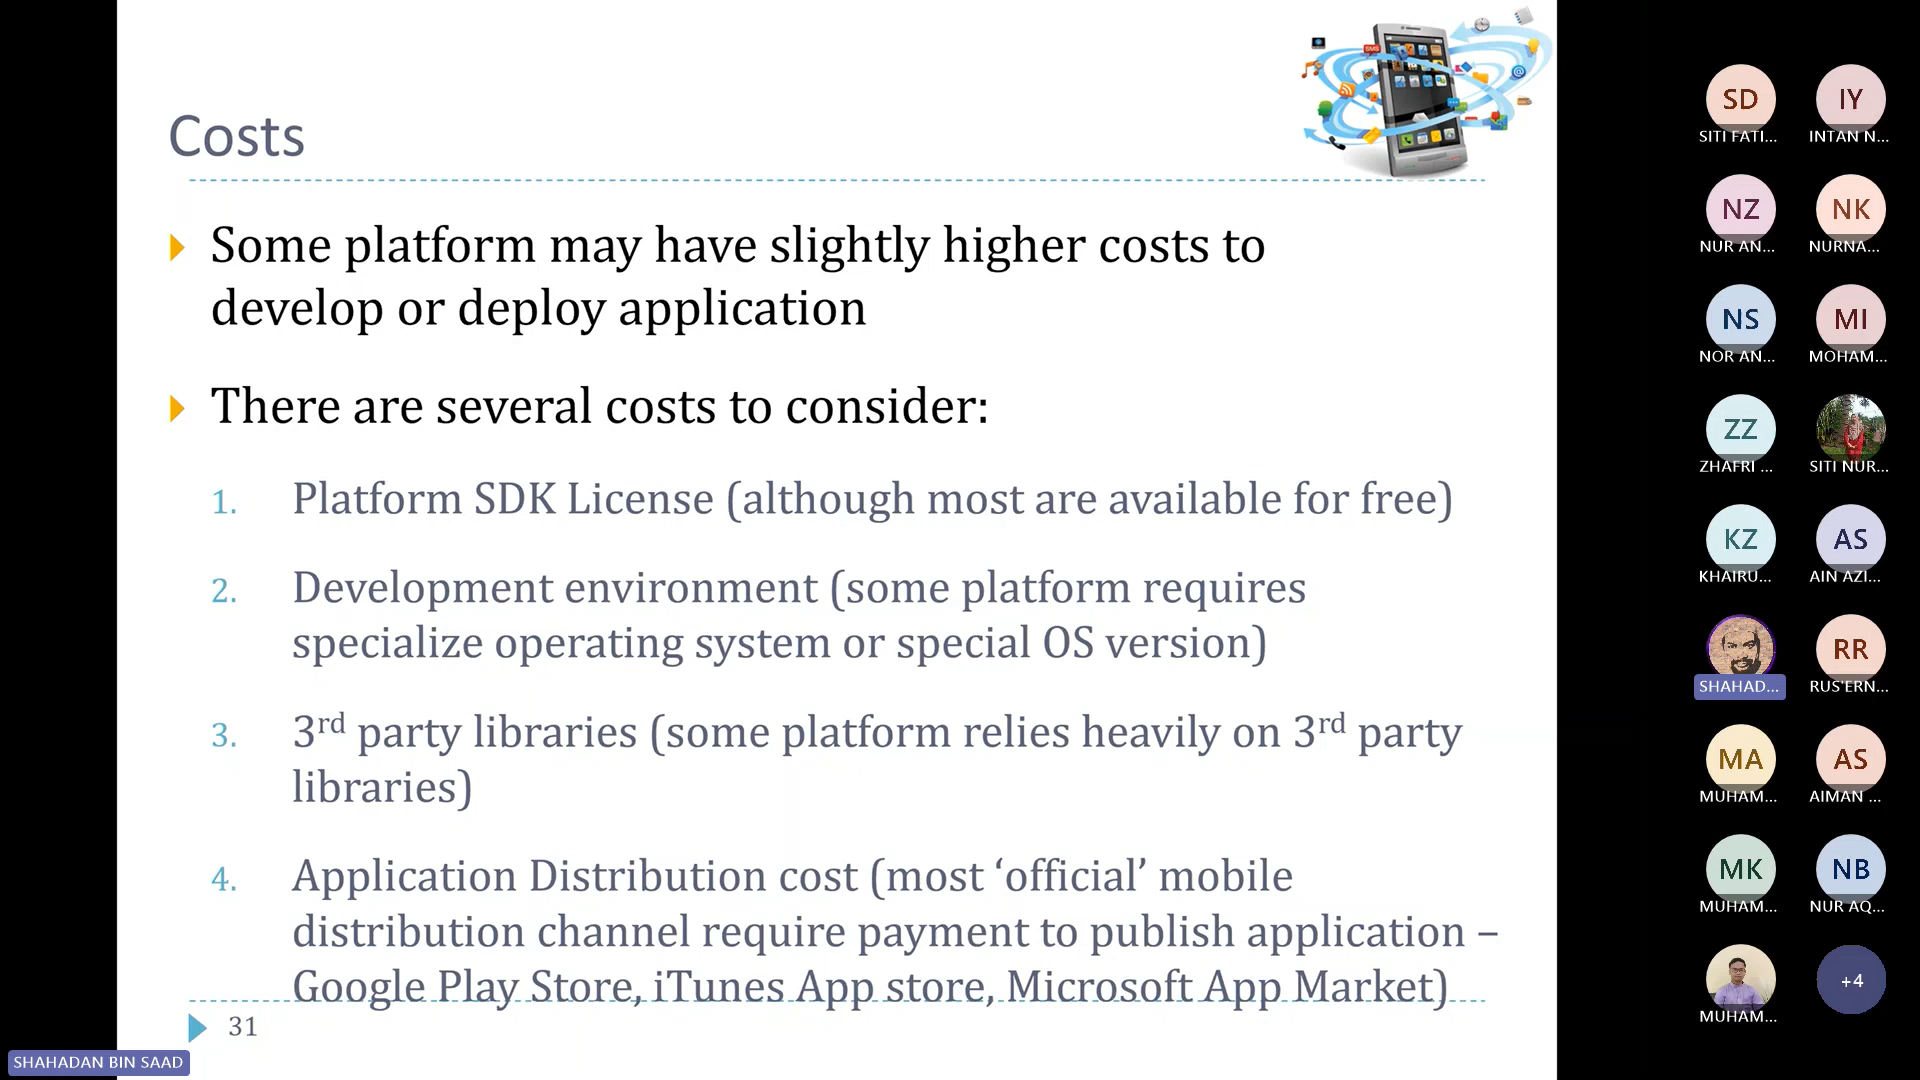 Costs
Some platform may have slightly higher costs to
develop or deploy application
There are several costs to consider:
1. Platform SDK License (although most are available for free)
2. Development environment (some platform requires
specialize operating system or special OS version)
3. 3rd party libraries (some platform relies heavily on 3rd party
libraries)
4. Application Distribution cost (most ‘official’ mobile
distribution channel require payment to publish application –
Google Play Store, iTunes App store, Microsoft App Market)
31
SHAHADAN BIN SAAD
SD
SITI FATI...
IY
INTAN N...
NZ
NUR AN...
NK
NURNA...
NS
NOR AN...
MI
MOHAM...
ZZ
ZHAFRI ...
SITI NUR...
KZ
KHAIRU...
AS
AIN AZI...
SHAHAD...
RR
RUS'ERN...
MA
MUHAM...
AS
AIMAN ...
MK
MUHAM...
NB
NUR AQ...
MUHAM...
+4